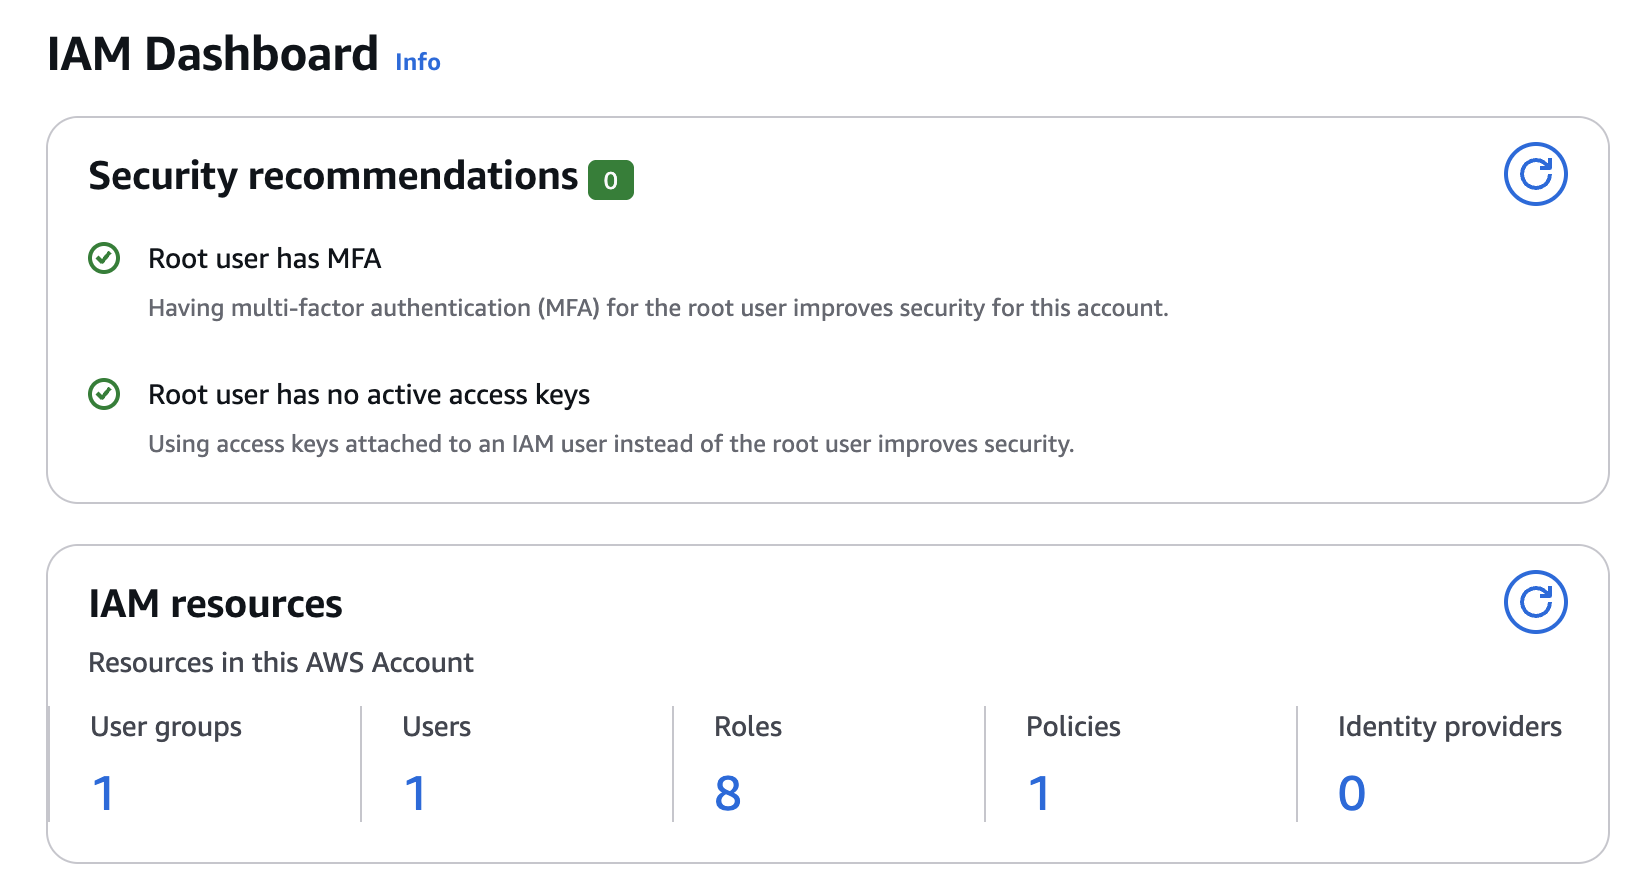 IAM Dashboard Info
Security recommendations 0
Root user has MFA
Having multi-factor authentication (MFA) for the root user improves security for this account.
Root user has no active access keys
Using access keys attached to an IAM user instead of the root user improves security.
IAM resources
Resources in this AWS Account
User groups Users Roles Policies Identity providers
1 1 8 1 0